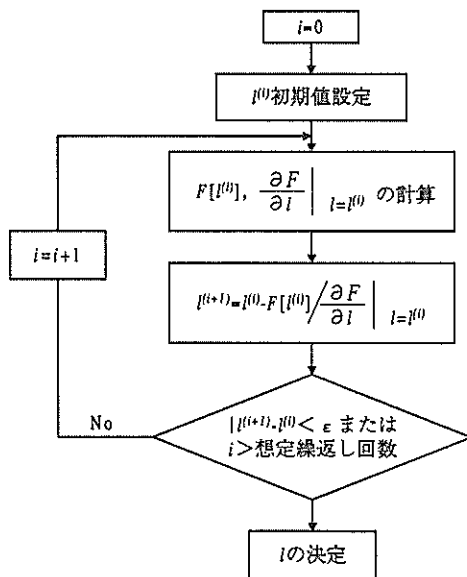 i=0
l⁽ⁱ⁾初期値設定
F[l⁽ⁱ⁾], ∂F/∂l | l=l⁽ⁱ⁾ の計算
i=i+1
l⁽ⁱ⁺¹⁾=l⁽ⁱ⁾-F[l⁽ⁱ⁾]/∂F/∂l | l=l⁽ⁱ⁾
No
|l⁽ⁱ⁺¹⁾-l⁽ⁱ⁾< ε または
i>想定繰返し回数
lの決定